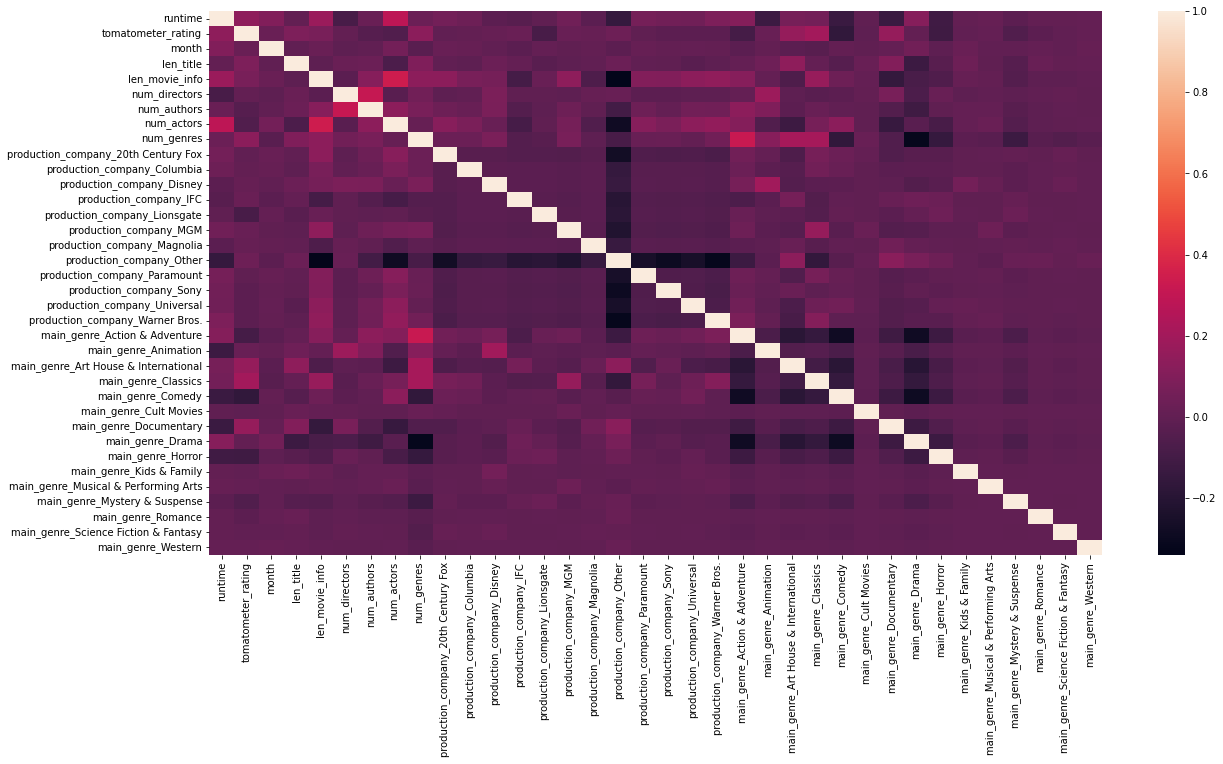 runtime
tomatometer_rating
month
len_title
len_movie_info
num_directors
num_authors
num_actors
num_genres
production_company_20th Century Fox
production_company_Columbia
production_company_Disney
production_company_IFC
production_company_Lionsgate
production_company_MGM
production_company_Magnolia
production_company_Other
production_company_Paramount
production_company_Sony
production_company_Universal
production_company_Warner Bros.
main_genre_Action & Adventure
main_genre_Animation
main_genre_Art House & International
main_genre_Classics
main_genre_Comedy
main_genre_Cult Movies
main_genre_Documentary
main_genre_Drama
main_genre_Horror
main_genre_Kids & Family
main_genre_Musical & Performing Arts
main_genre_Mystery & Suspense
main_genre_Romance
main_genre_Science Fiction & Fantasy
main_genre_Western
runtime
tomatometer_rating
month
len_title
len_movie_info
num_directors
num_authors
num_actors
num_genres
production_company_20th Century Fox
production_company_Columbia
production_company_Disney
production_company_IFC
production_company_Lionsgate
production_company_MGM
production_company_Magnolia
production_company_Other
production_company_Paramount
production_company_Sony
production_company_Universal
production_company_Warner Bros.
main_genre_Action & Adventure
main_genre_Animation
main_genre_Art House & International
main_genre_Classics
main_genre_Comedy
main_genre_Cult Movies
main_genre_Documentary
main_genre_Drama
main_genre_Horror
main_genre_Kids & Family
main_genre_Musical & Performing Arts
main_genre_Mystery & Suspense
main_genre_Romance
main_genre_Science Fiction & Fantasy
main_genre_Western
1.0
0.8
0.6
0.4
0.2
0.0
−0.2